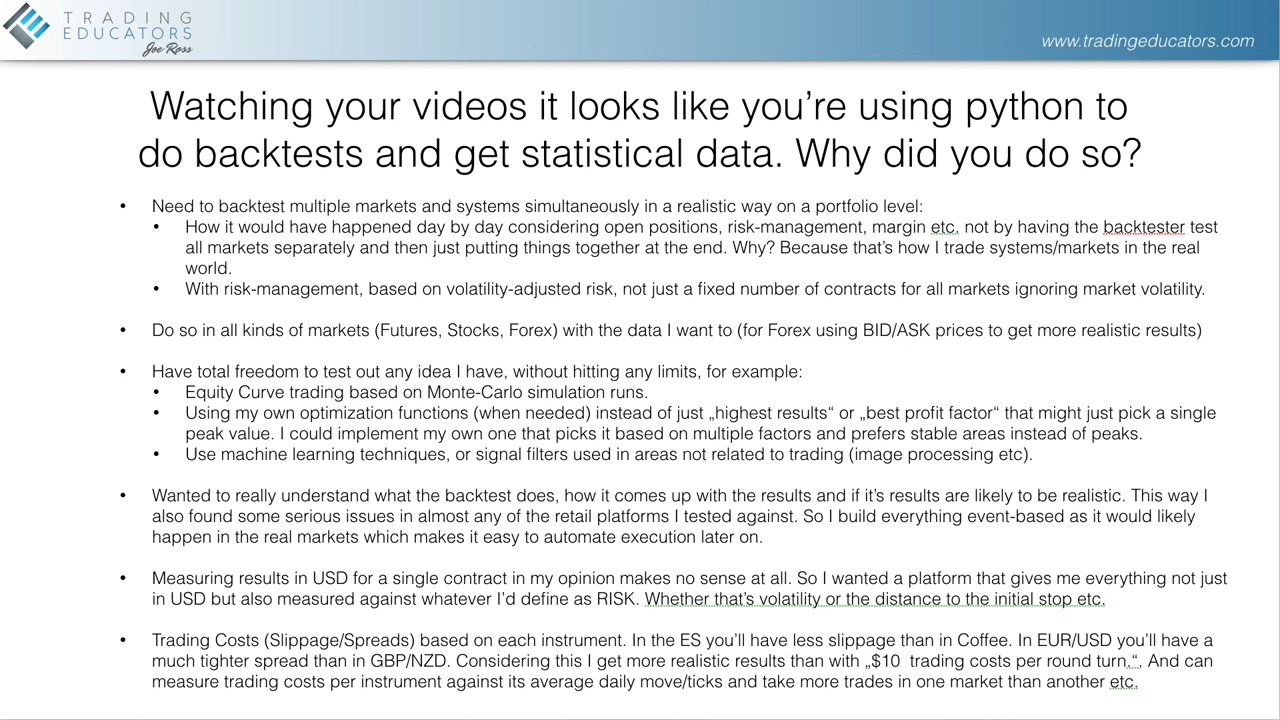 TRADING
EDUCATORS
Joe Ross
www.tradingeducators.com
Watching your videos it looks like you're using python to
do backtests and get statistical data. Why did you do so?
• Need to backtest multiple markets and systems simultaneously in a realistic way on a portfolio level:
• How it would have happened day by day considering open positions, risk-management, margin etc. not by having the backtester test
all markets separately and then just putting things together at the end. Why? Because that's how I trade systems/markets in the real
world.
• With risk-management, based on volatility-adjusted risk, not just a fixed number of contracts for all markets ignoring market volatility.
• Do so in all kinds of markets (Futures, Stocks, Forex) with the data I want to (for Forex using BID/ASK prices to get more realistic results)
• Have total freedom to test out any idea I have, without hitting any limits, for example:
• Equity Curve trading based on Monte-Carlo simulation runs.
• Using my own optimization functions (when needed) instead of just „highest results“ or „best profit factor“ that might just pick a single
peak value. I could implement my own one that picks it based on multiple factors and prefers stable areas instead of peaks.
• Use machine learning techniques, or signal filters used in areas not related to trading (image processing etc).
• Wanted to really understand what the backtest does, how it comes up with the results and if it's results are likely to be realistic. This way I
also found some serious issues in almost any of the retail platforms I tested against. So I build everything event-based as it would likely
happen in the real markets which makes it easy to automate execution later on.
• Measuring results in USD for a single contract in my opinion makes no sense at all. So I wanted a platform that gives me everything not just
in USD but also measured against whatever I'd define as RISK. Whether that's volatility or the distance to the initial stop etc.
• Trading Costs (Slippage/Spreads) based on each instrument. In the ES you'll have less slippage than in Coffee. In EUR/USD you'll have a
much tighter spread than in GBP/NZD. Considering this I get more realistic results than with „$10  trading costs per round turn.“. And can
measure trading costs per instrument against its average daily move/ticks and take more trades in one market than another etc.